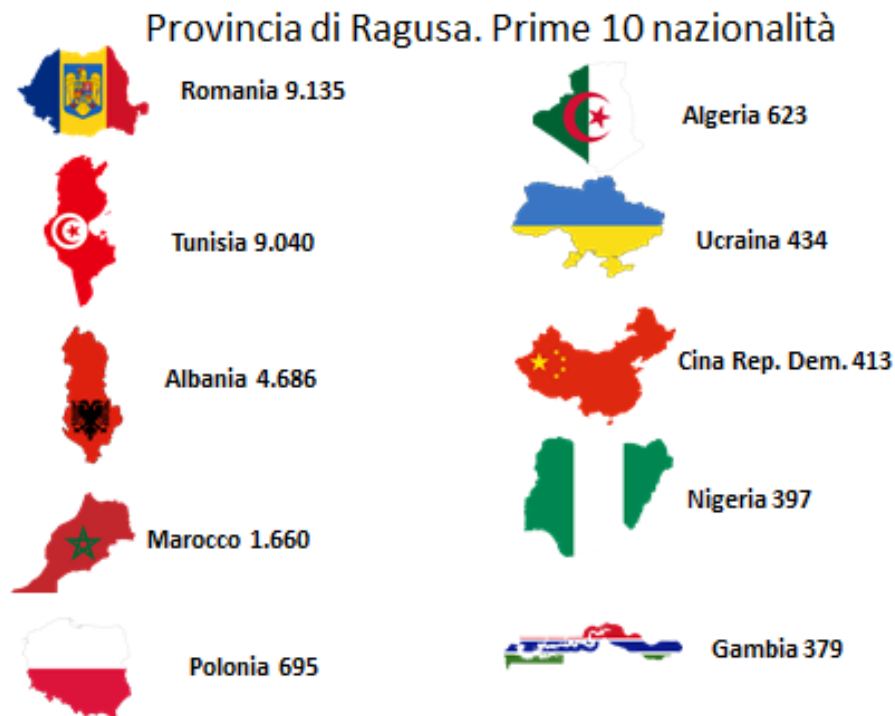 Provincia di Ragusa. Prime 10 nazionalità
Romania 9.135
Tunisia 9.040
Albania 4.686
Marocco 1.660
Polonia 695
Algeria 623
Ucraina 434
Cina Rep. Dem. 413
Nigeria 397
Gambia 379